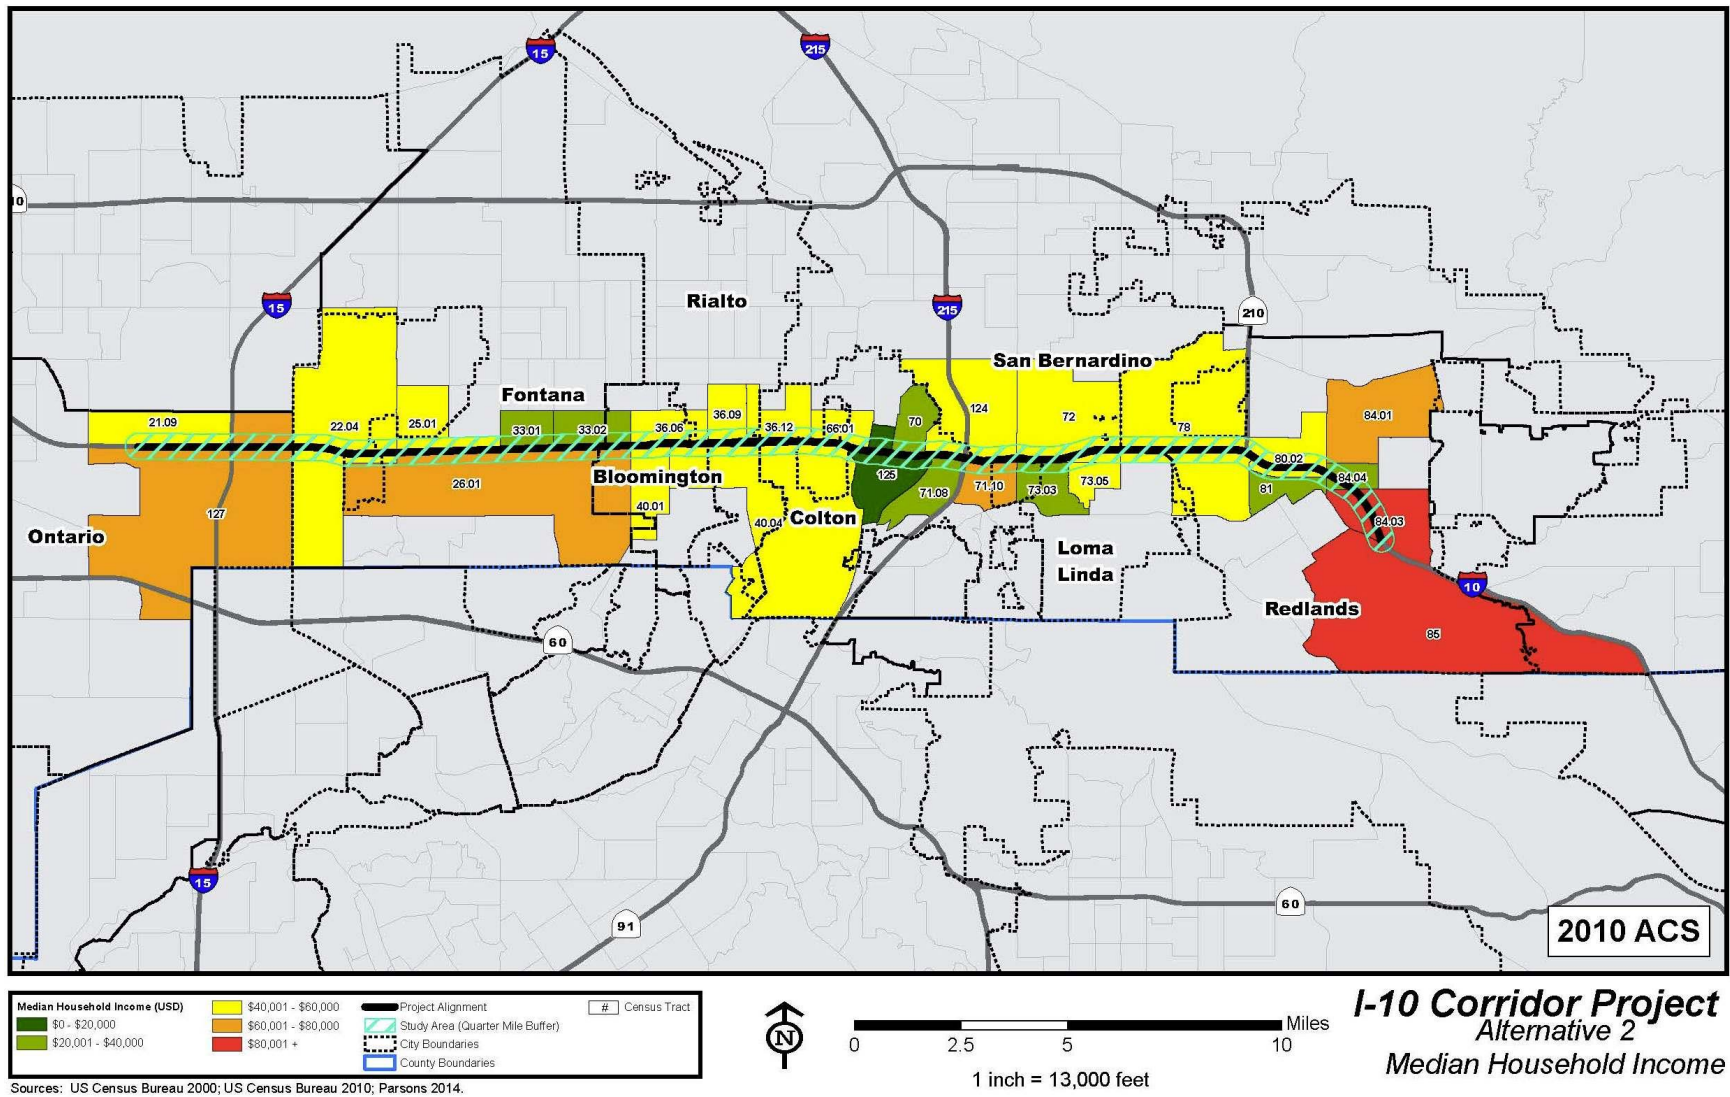 15
215
10
15
215
210
Rialto
San Bernardino
Fontana
21.09
22.04
25.01
33.01
33.02
36.06
36.09
36.12
66.01
70
124
72
78
84.01
80.02
84.04
81
Bloomington
26.01
40.01
40.04
Colton
125
71.08
71.10
73.03
73.05
84.03
127
Ontario
Loma
Linda
Redlands
10
85
60
15
91
60
2010 ACS
Median Household Income (USD)
$0 - $20,000
$20,001 - $40,000
$40,001 - $60,000
$60,001 - $80,000
$80,001 +
Project Alignment
Study Area (Quarter Mile Buffer)
City Boundaries
County Boundaries
# Census Tract
N
0 2.5 5 10 Miles
1 inch = 13,000 feet
I-10 Corridor Project
Alternative 2
Median Household Income
Sources: US Census Bureau 2000; US Census Bureau 2010; Parsons 2014.